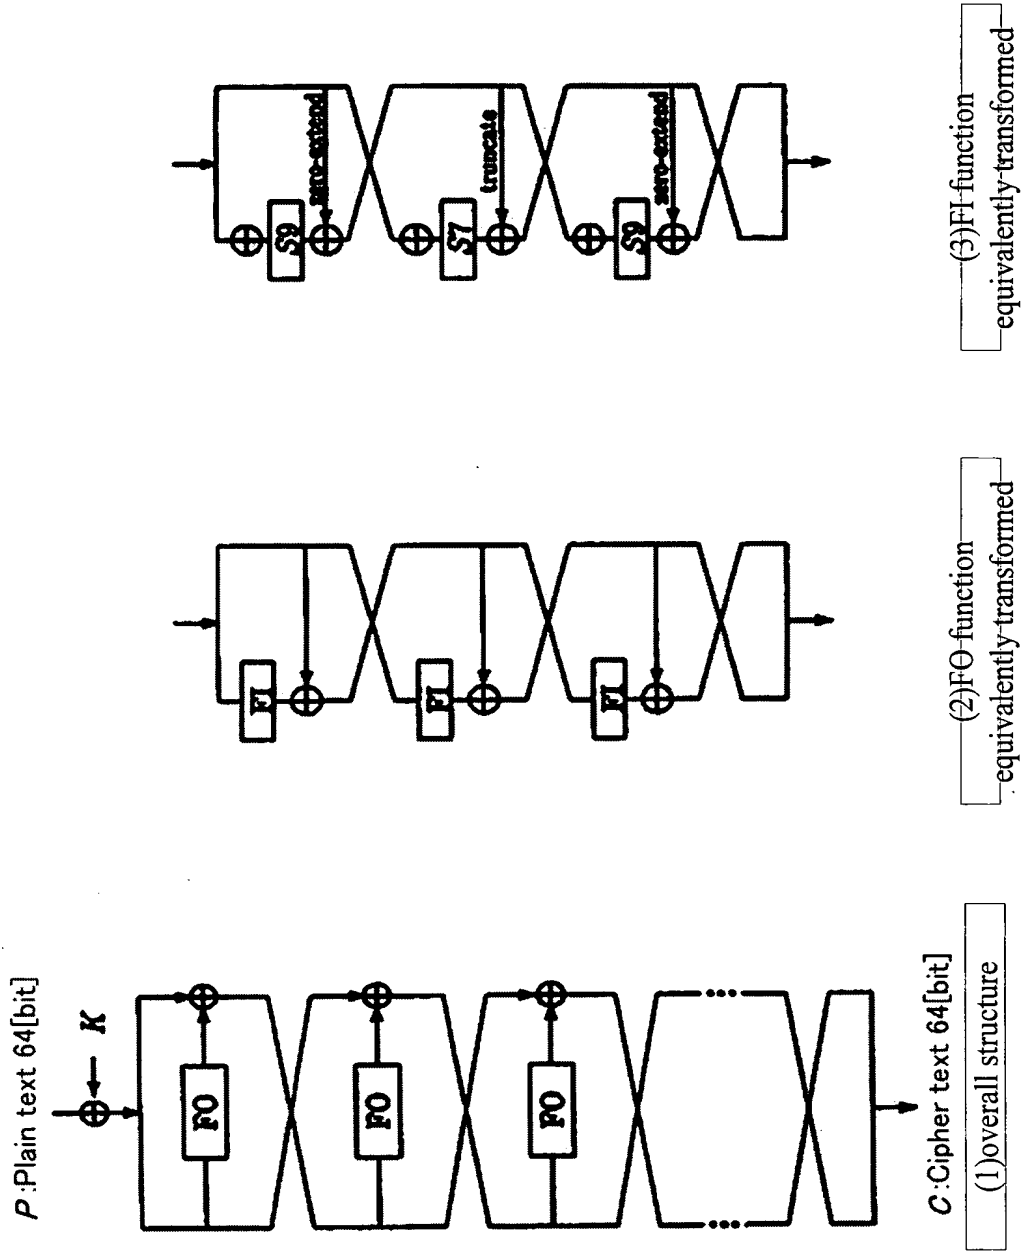 P:Plain text 64[bit]
K
FO
FO
FO
C:Cipher text 64[bit]
(1)overall structure
FI
FI
FI
(2)FO function
equivalently transformed
S9
zero-extend
S7
truncate
S9
zero-extend
(3)FI function
equivalently transformed